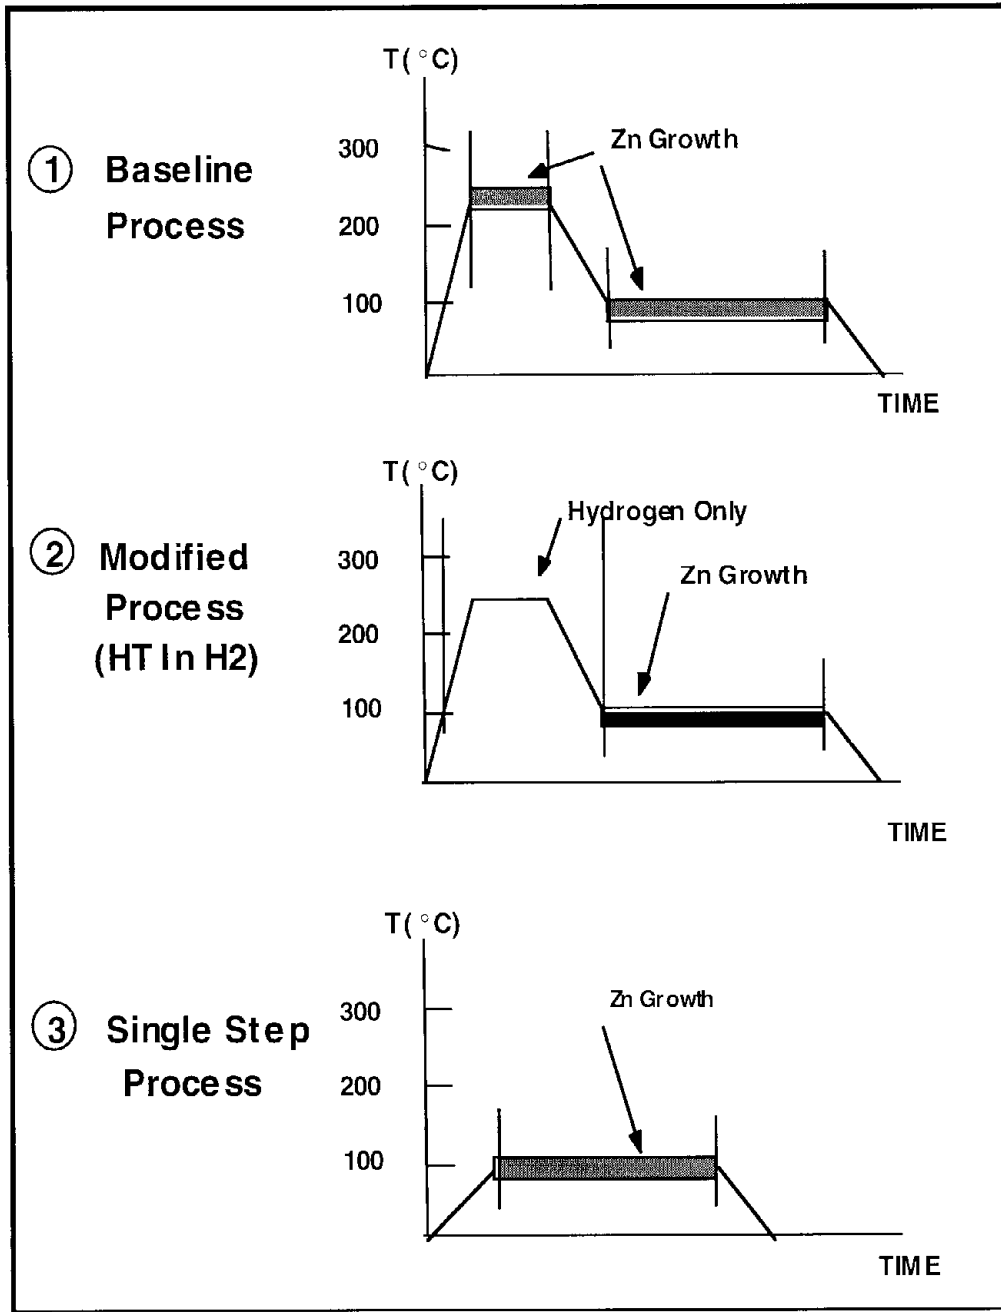 T( °C)
① Baseline
Process
300
200
100
Zn Growth
TIME
T( °C)
② Modified
Process
(HT In H2)
300
200
100
Hydrogen Only
Zn Growth
TIME
T( °C)
③ Single Step
Process
300
200
100
Zn Growth
TIME